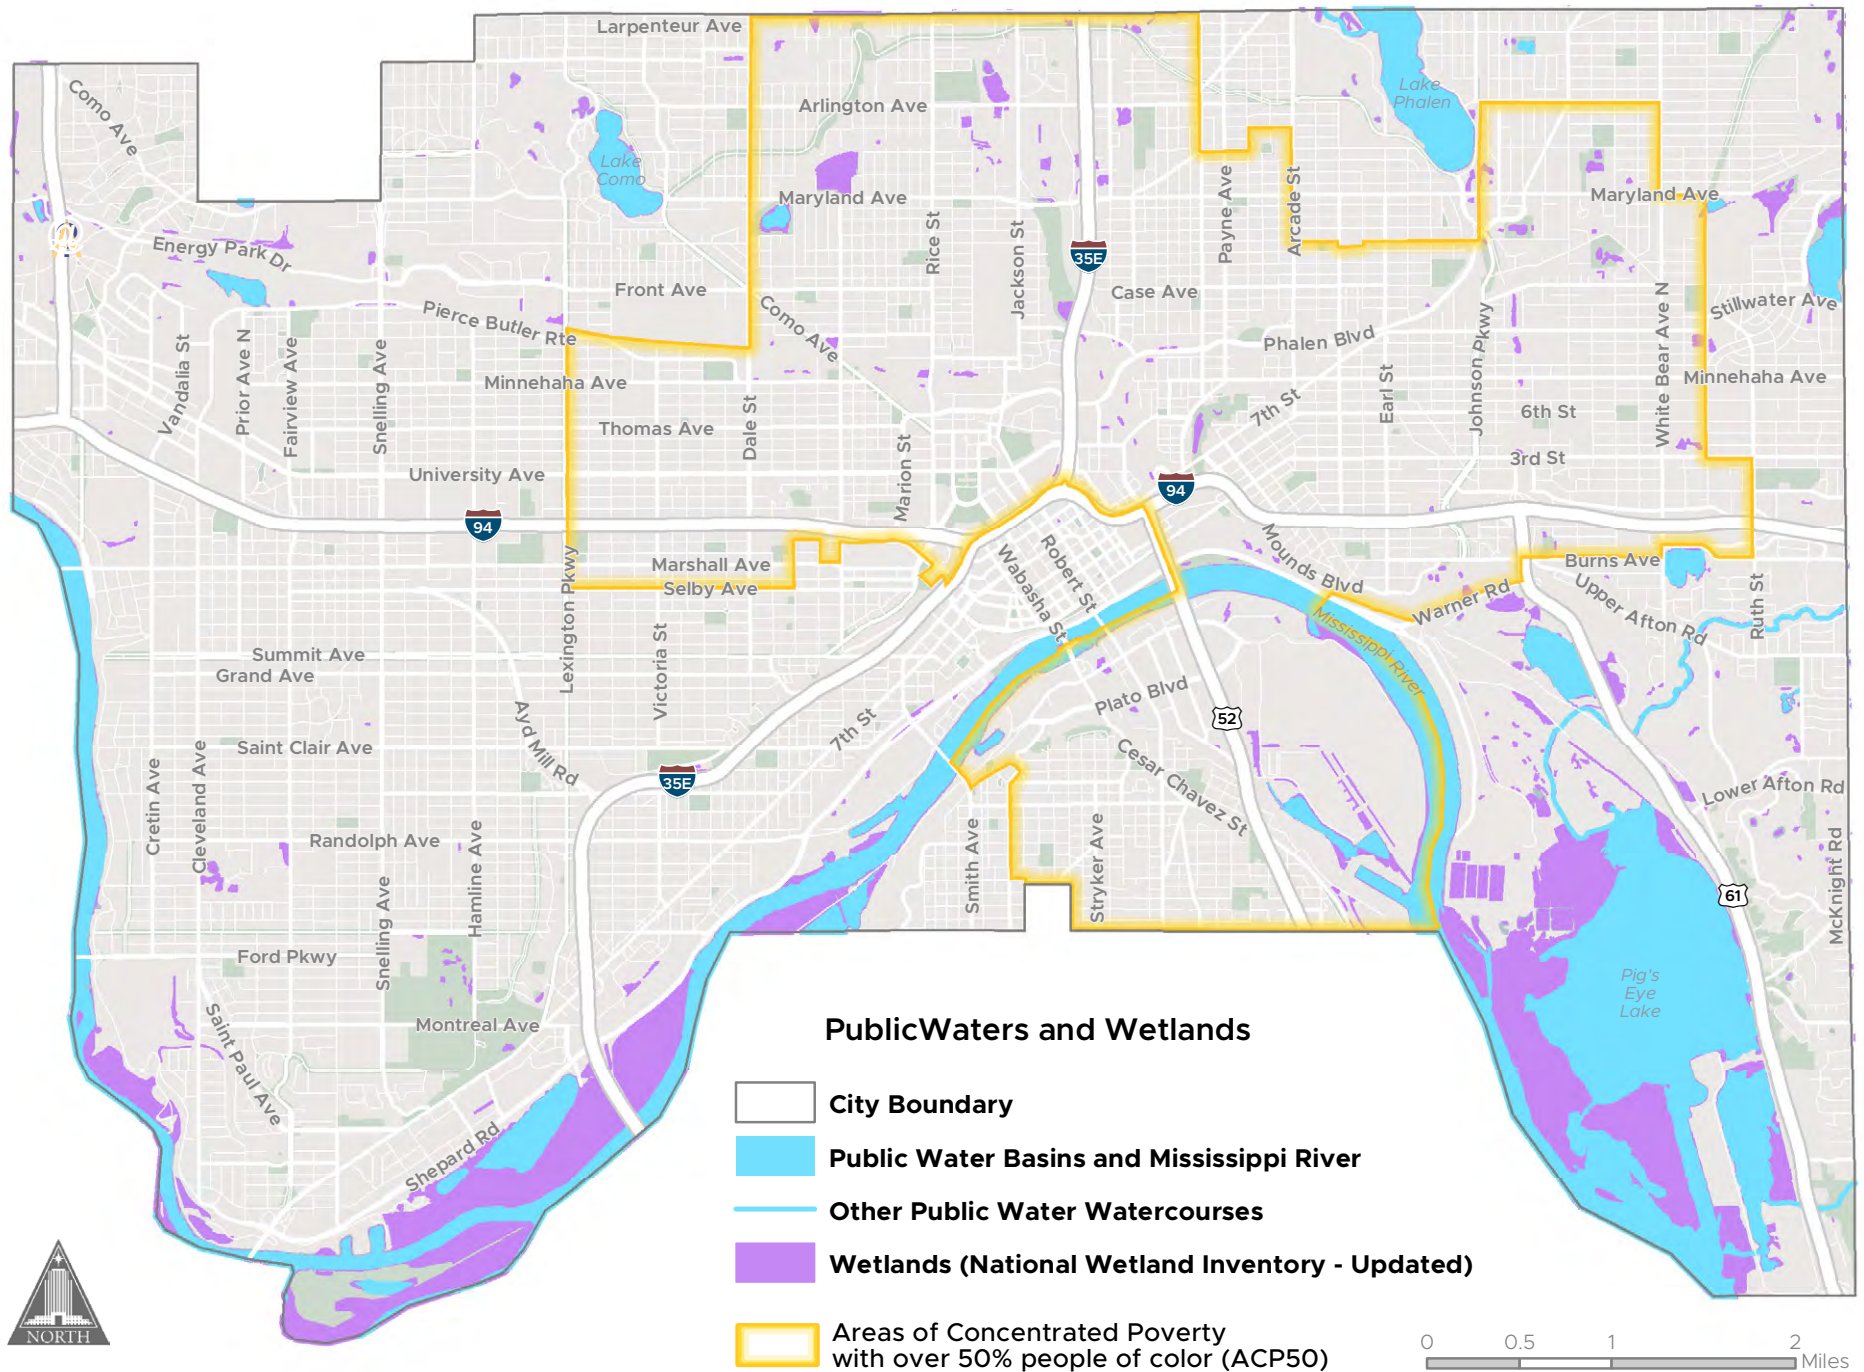 Larpenteur Ave
Como Ave
Arlington Ave
Lake
Phalen
Lake
Como
Maryland Ave
Maryland Ave
Payne Ave
Arcade St
Rice St
Jackson St
Energy Park Dr
35E
Front Ave
Case Ave
Como Ave
Stillwater Ave
Pierce Butler Rte
Phalen Blvd
Vandalia St
Prior Ave N
Fairview Ave
Snelling Ave
Minnehaha Ave
Minnehaha Ave
Dale St
Earl St
Johnson Pkwy
White Bear Ave N
7th St
6th St
Thomas Ave
Marion St
3rd St
University Ave
94
94
Mounds Blvd
Robert St
Wabasha St
Marshall Ave
Selby Ave
Burns Ave
Warner Rd
Upper Afton Rd
Ruth St
Mississippi River
Lexington Pkwy
Victoria St
Summit Ave
Grand Ave
Plato Blvd
52
Ayd Mill Rd
7th St
Saint Clair Ave
35E
Cesar Chavez St
Lower Afton Rd
Cretin Ave
Cleveland Ave
Randolph Ave
Hamline Ave
Smith Ave
Stryker Ave
McKnight Rd
61
Snelling Ave
Ford Pkwy
Pig's
Eye
Lake
Saint Paul Ave
Montreal Ave
Shepard Rd
PublicWaters and Wetlands
City Boundary
Public Water Basins and Mississippi River
Other Public Water Watercourses
Wetlands (National Wetland Inventory - Updated)
Areas of Concentrated Poverty
with over 50% people of color (ACP50)
NORTH
0 0.5 1 2
Miles